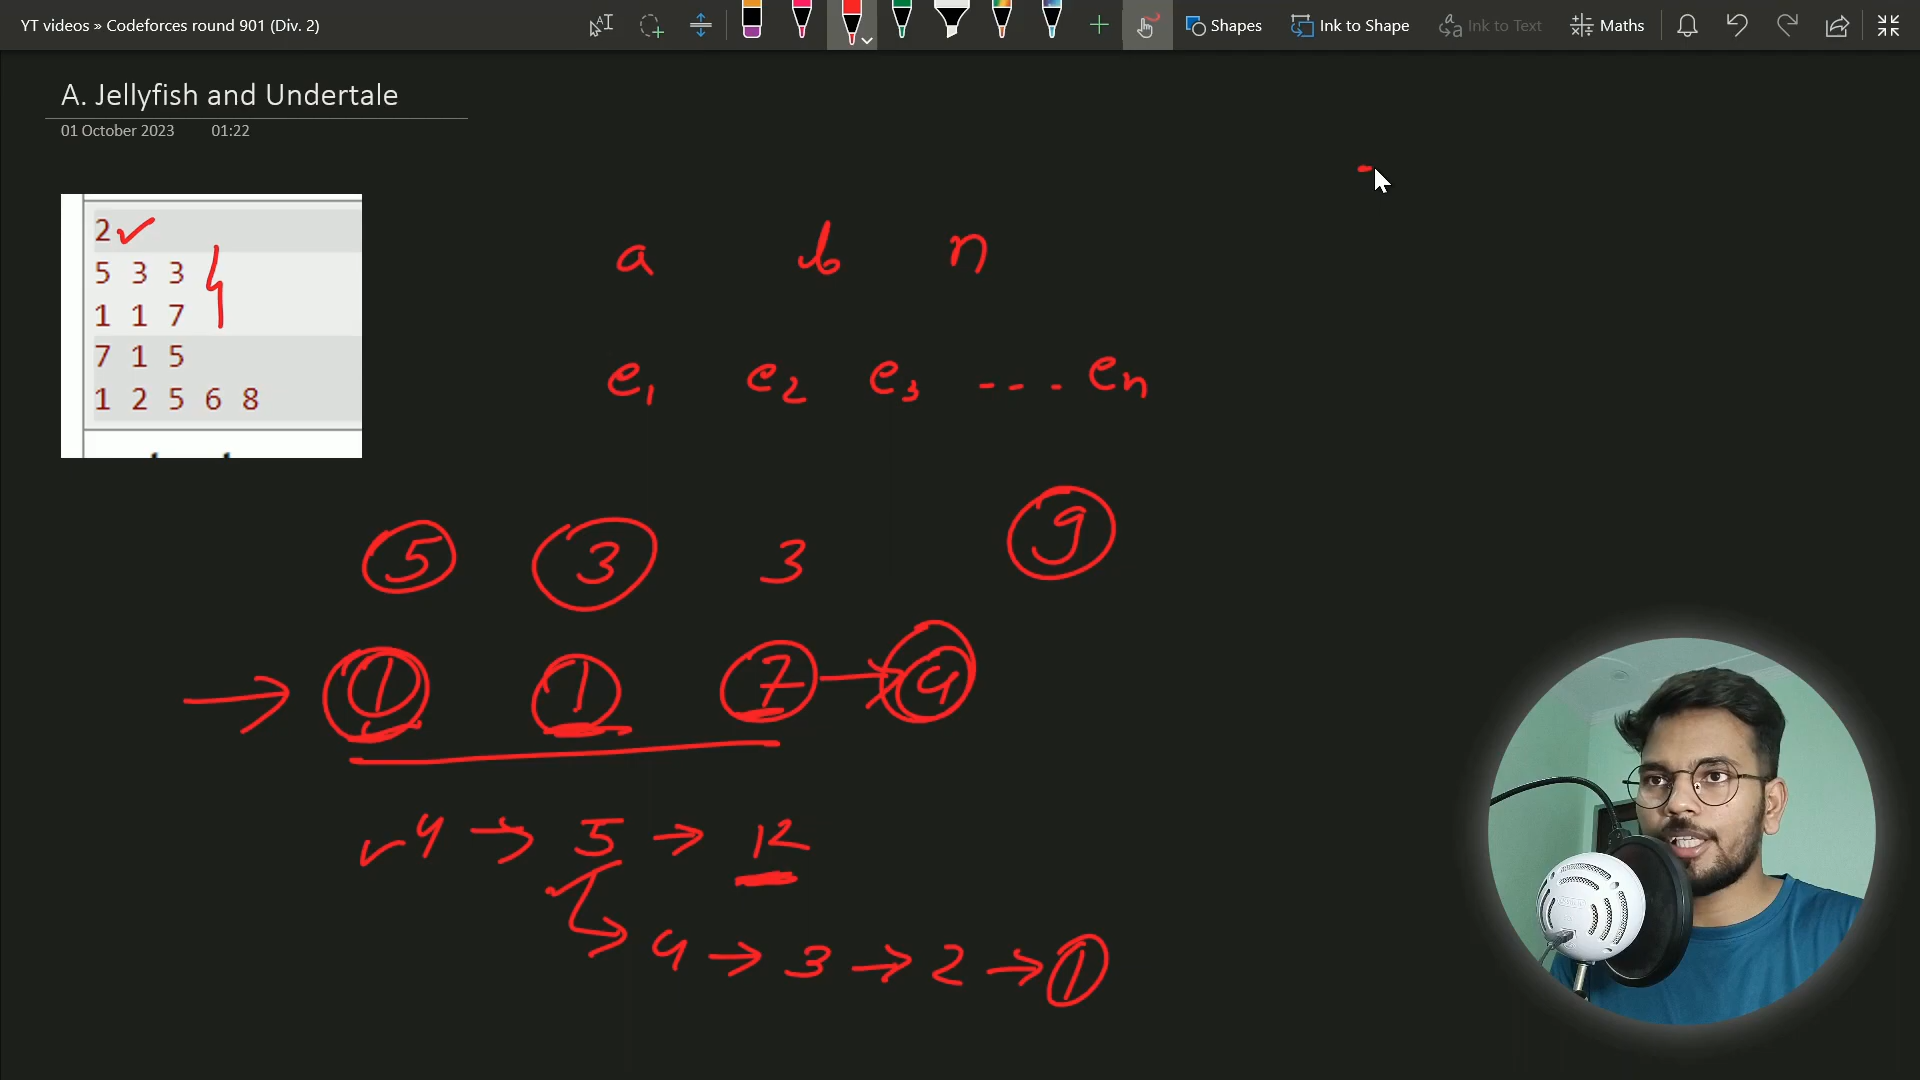 YT videos » Codeforces round 901 (Div. 2)
Shapes Ink to Shape Ink to Text Maths
A. Jellyfish and Undertale
01 October 2023 01:22
2
5 3 3
1 1 7
7 1 5
1 2 5 6 8
a b n
e1 e2 e3 --- en
5 3 3 9
1 1 7 → 4
4 → 5 → 12
4 → 3 → 2 → 1